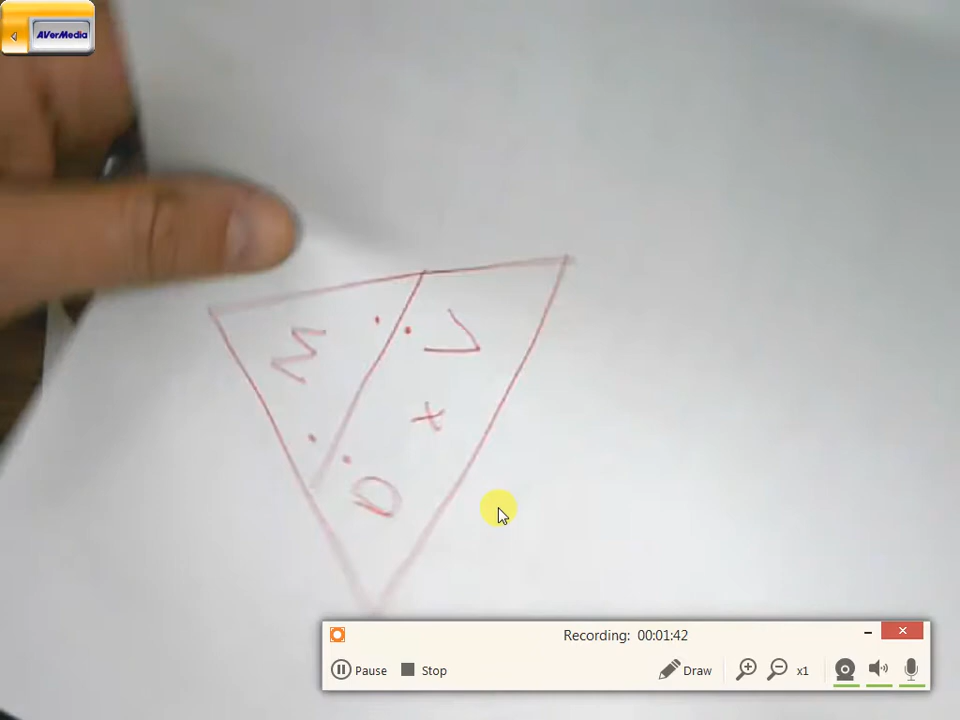 AVerMedia
M
V
x
D
Recording: 00:01:42
Pause Stop Draw x1